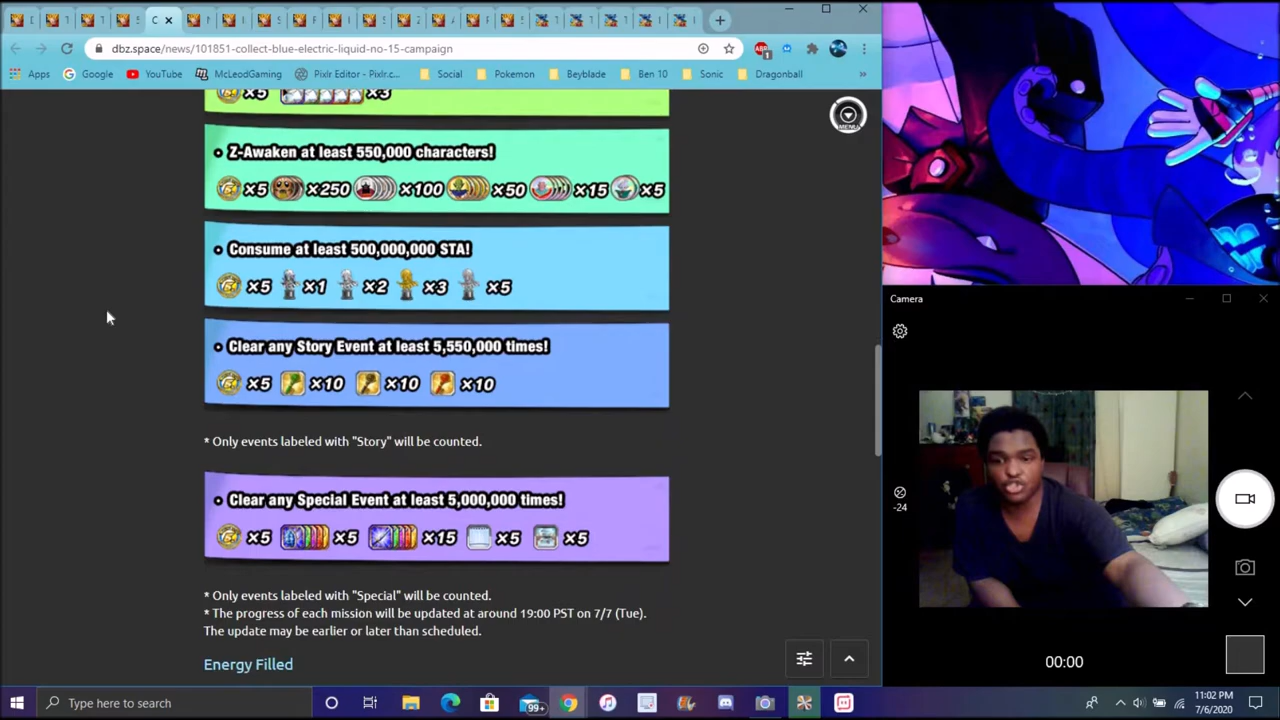 C
dbz.space/news/101851-collect-blue-electric-liquid-no-15-campaign
Apps
Google
YouTube
McLeodGaming
Pixlr Editor - Pixlr.c...
Social
Pokemon
Beyblade
Ben 10
Sonic
Dragonball
»
×5 ×3
MENU
• Z-Awaken at least 550,000 characters!
×5 ×250 ×100 ×50 ×15 ×5
• Consume at least 500,000,000 STA!
×5 ×1 ×2 ×3 ×5
• Clear any Story Event at least 5,550,000 times!
×5 ×10 ×10 ×10
* Only events labeled with "Story" will be counted.
• Clear any Special Event at least 5,000,000 times!
×5 ×5 ×15 ×5 ×5
* Only events labeled with "Special" will be counted.
* The progress of each mission will be updated at around 19:00 PST on 7/7 (Tue).
The update may be earlier or later than scheduled.
Energy Filled
Camera
-24
00:00
Type here to search
99+
11:02 PM
7/6/2020